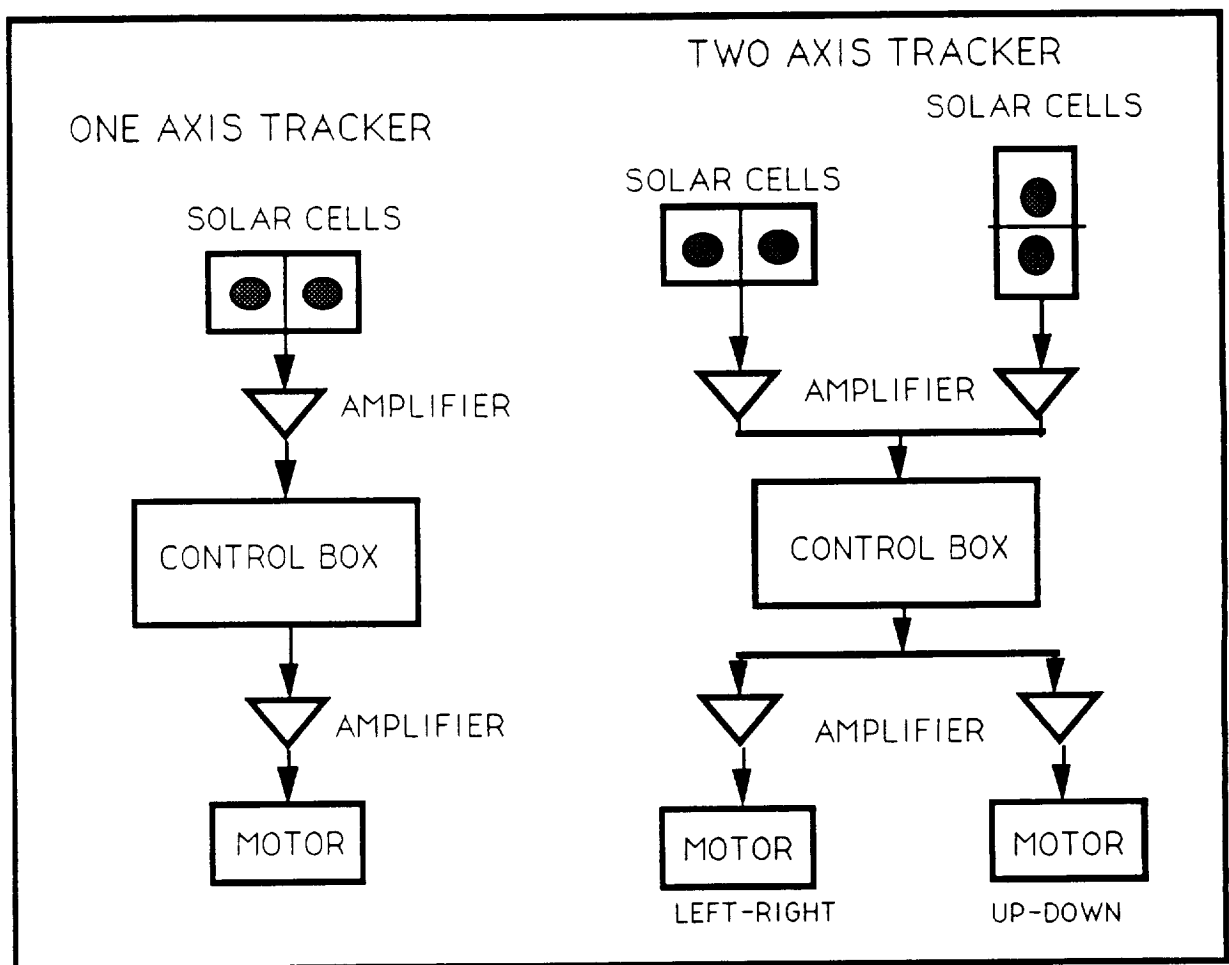 ONE AXIS TRACKER
SOLAR CELLS
AMPLIFIER
CONTROL BOX
AMPLIFIER
MOTOR
TWO AXIS TRACKER
SOLAR CELLS
SOLAR CELLS
AMPLIFIER
CONTROL BOX
AMPLIFIER
MOTOR
MOTOR
LEFT-RIGHT
UP-DOWN